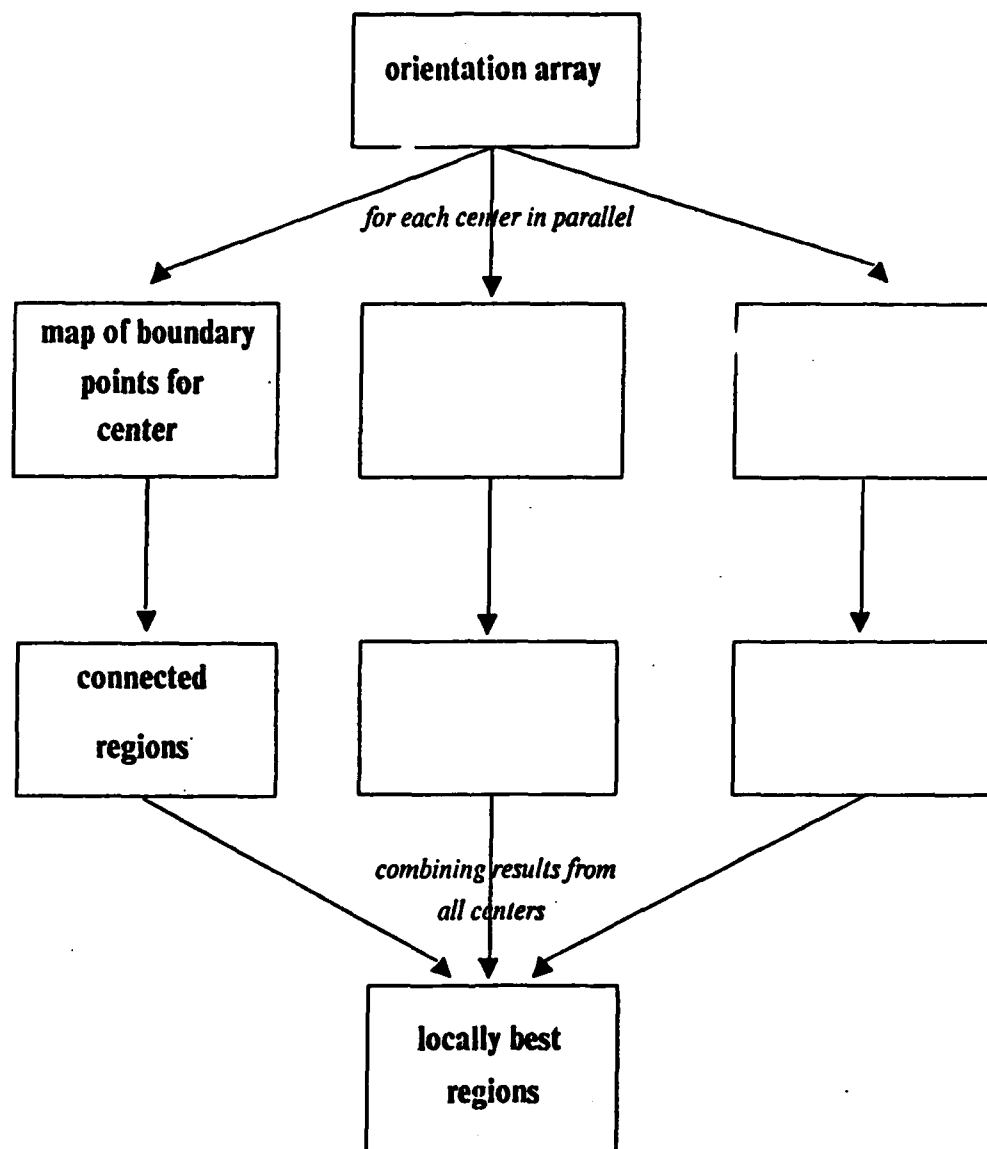 orientation array
for each center in parallel
map of boundary
points for
center
connected
regions
combining results from
all centers
locally best
regions